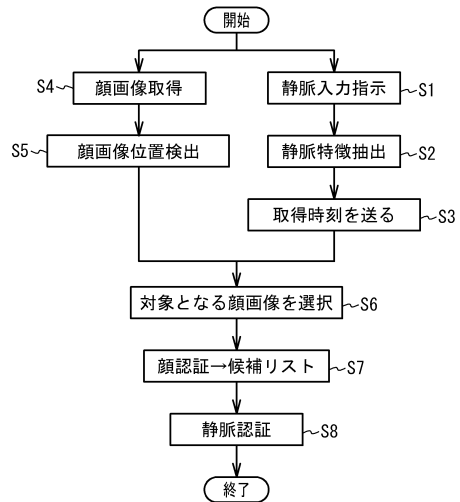 開始
S4
顔画像取得
静脈入力指示
S1
S5
顔画像位置検出
静脈特徴抽出
S2
取得時刻を送る
S3
対象となる顔画像を選択
S6
顔認証→候補リスト
S7
静脈認証
S8
終了